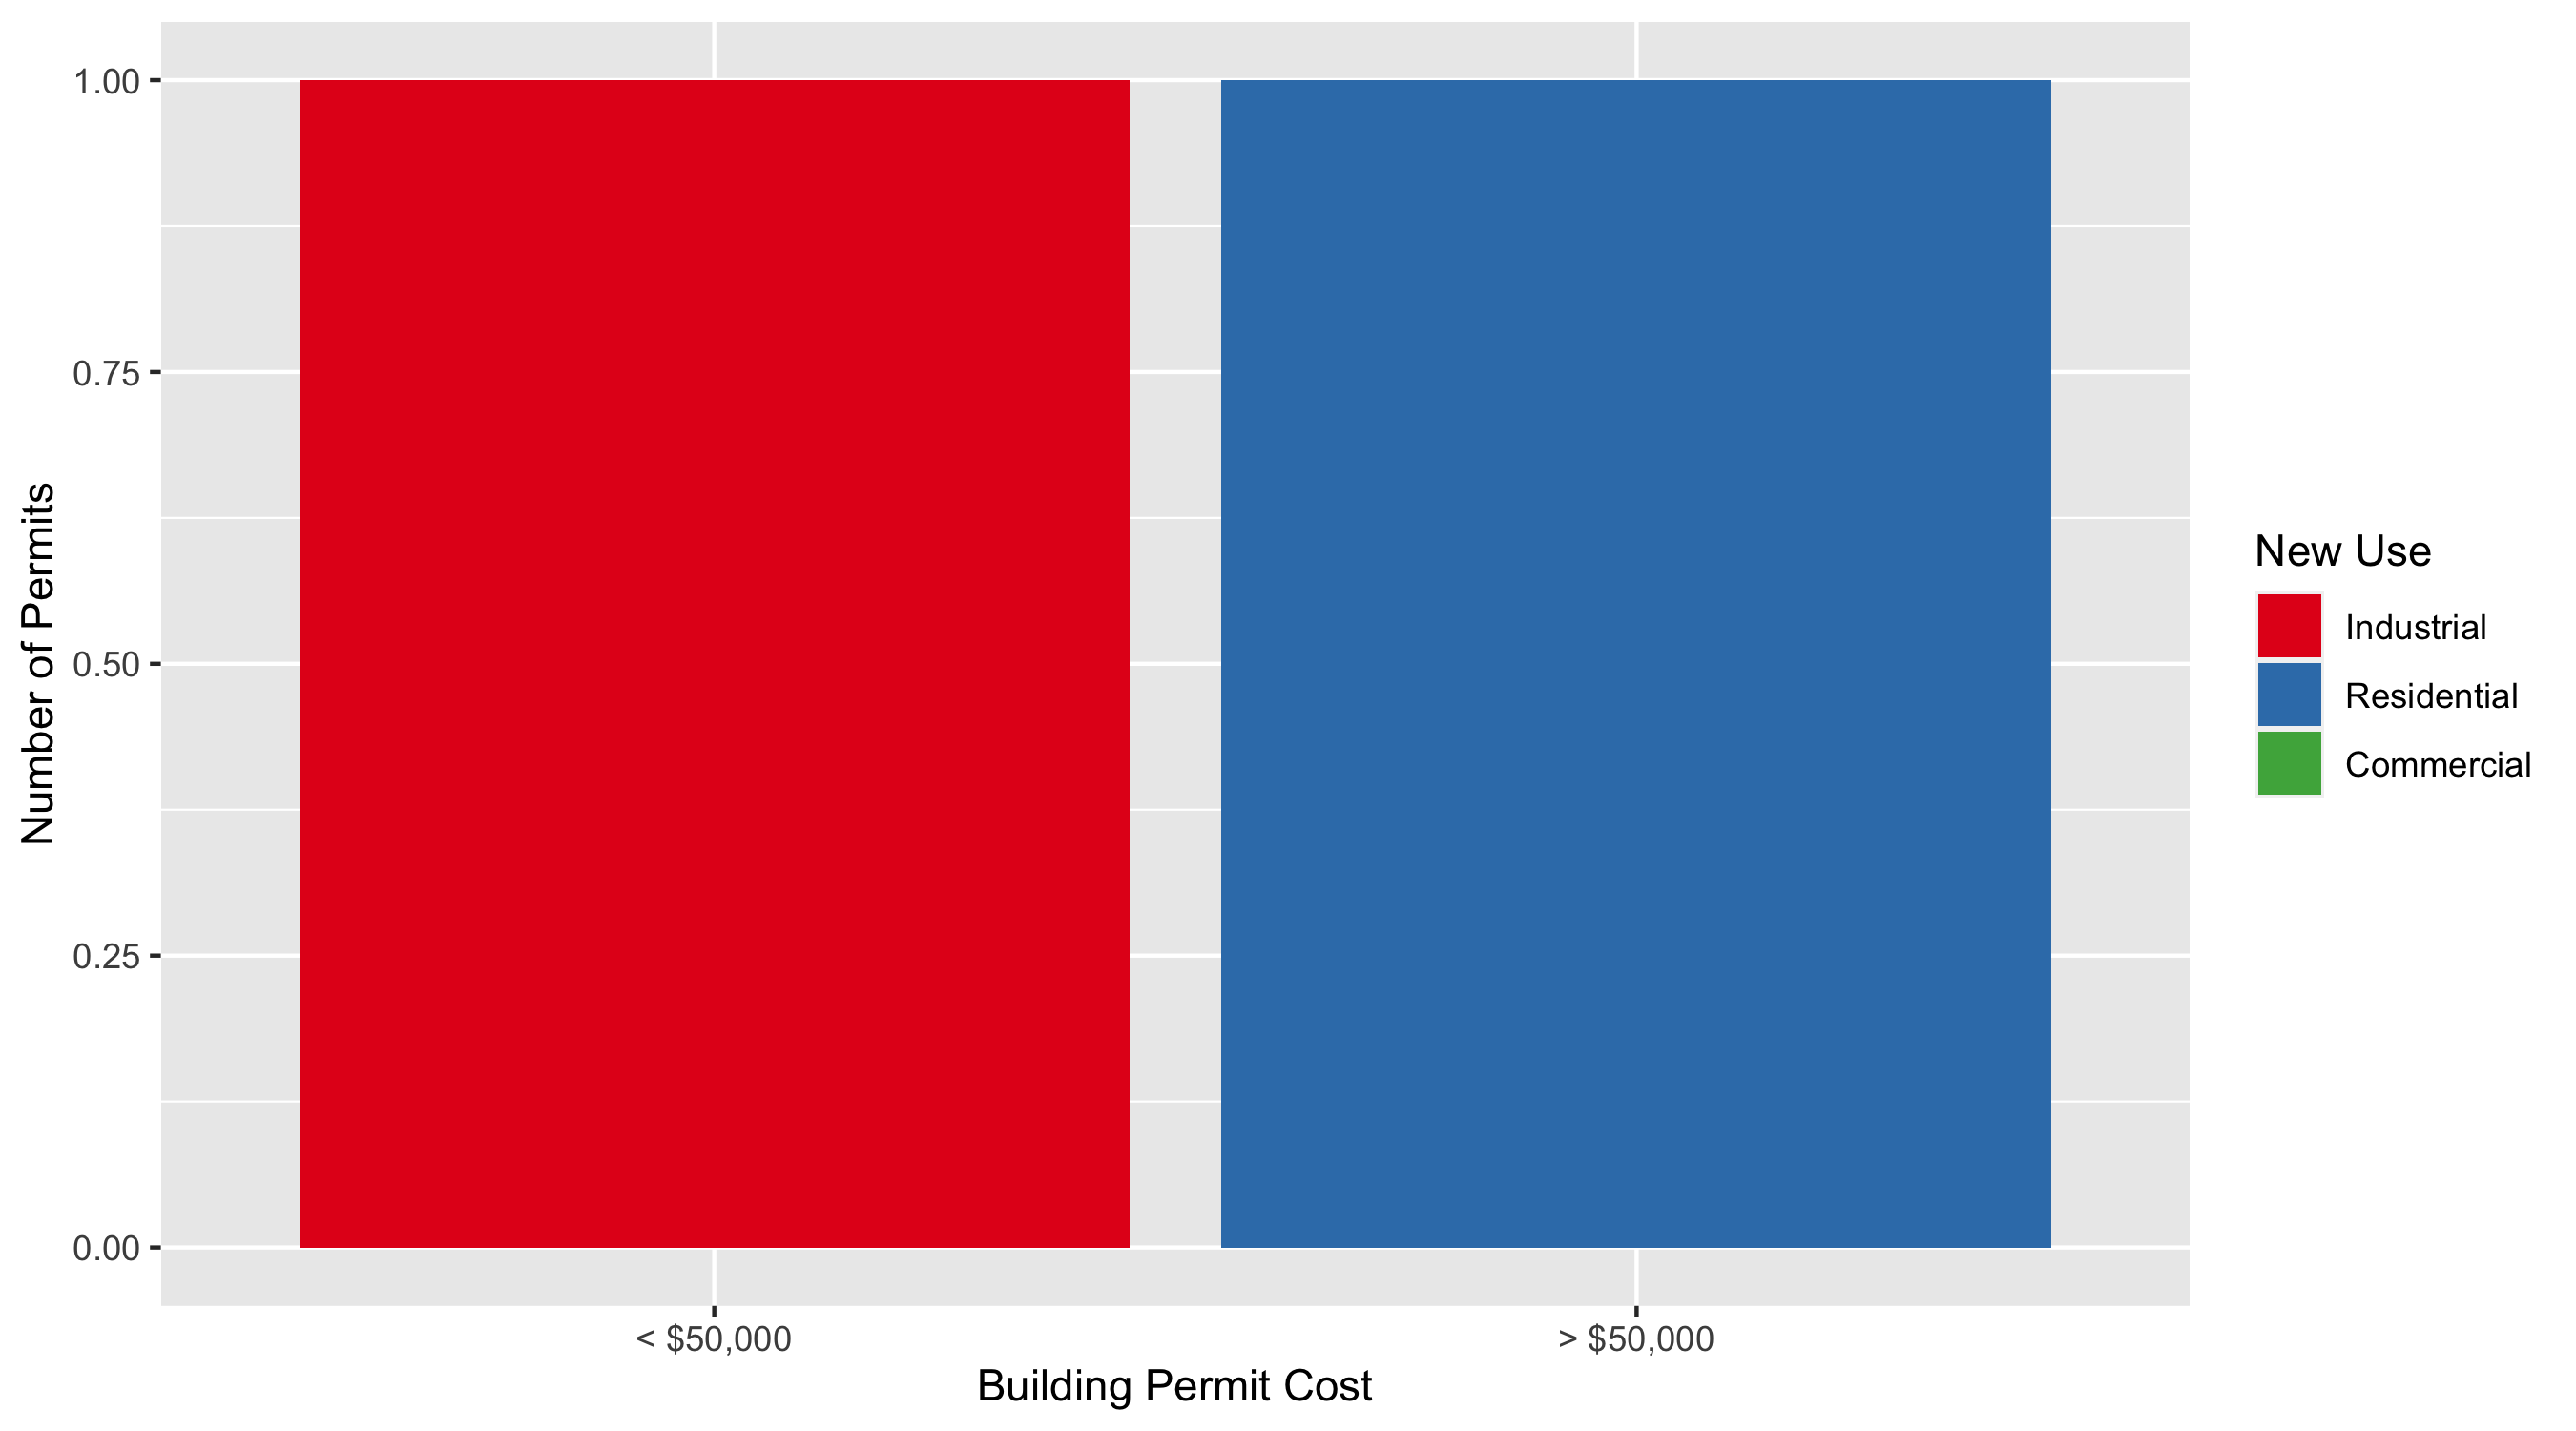 Number of Permits
1.00
0.75
0.50
0.25
0.00
< $50,000
> $50,000
Building Permit Cost
New Use
Industrial
Residential
Commercial